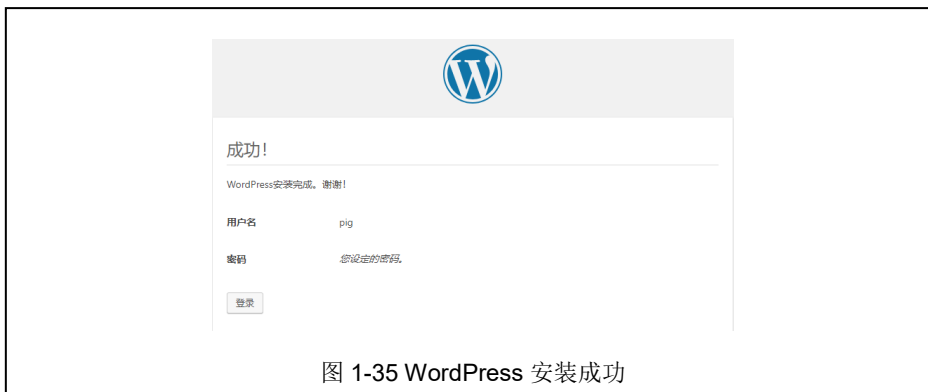 成功！
WordPress安装完成。谢谢！
用户名 pig
密码 您设定的密码。
登录
图 1-35 WordPress 安装成功